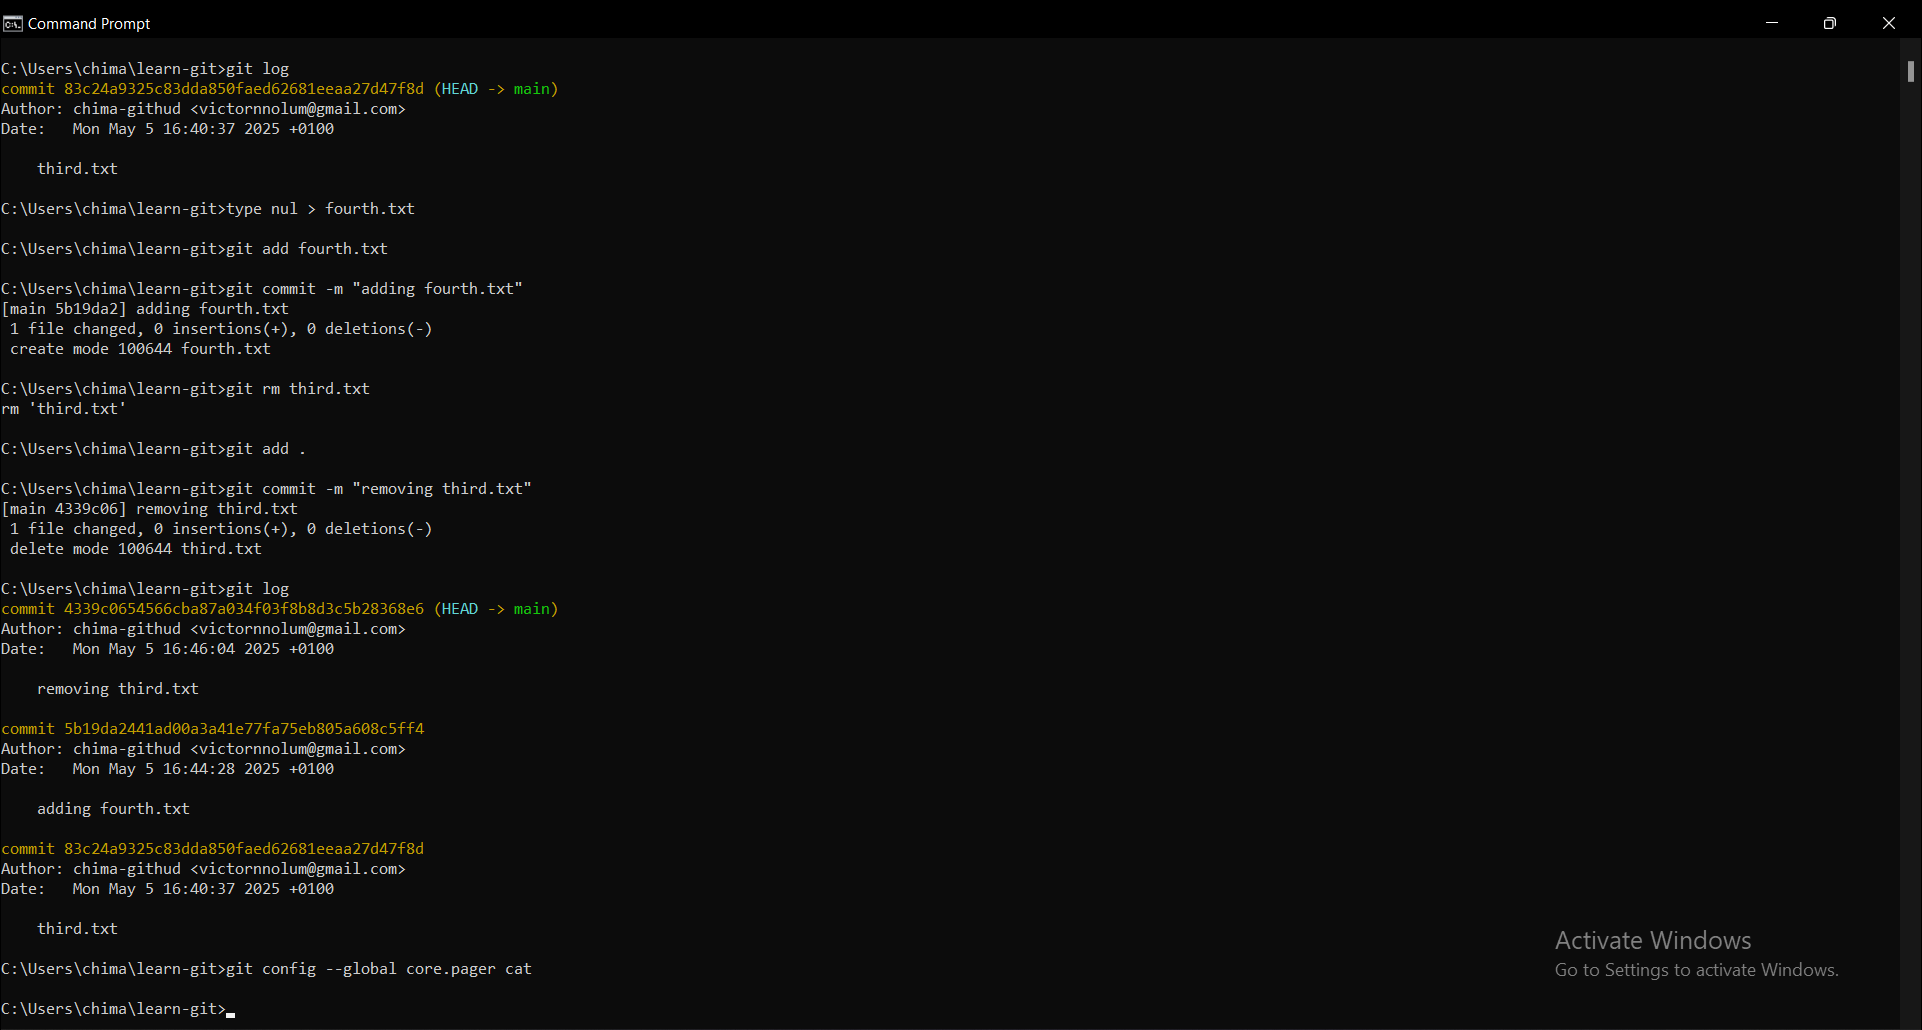 Command Prompt
C:\Users\chima\learn-git>git log
commit 83c24a9325c83dda850faed62681eeaa27d47f8d (HEAD -> main)
Author: chima-githud <victornnolum@gmail.com>
Date:   Mon May 5 16:40:37 2025 +0100
    third.txt
C:\Users\chima\learn-git>type nul > fourth.txt
C:\Users\chima\learn-git>git add fourth.txt
C:\Users\chima\learn-git>git commit -m "adding fourth.txt"
[main 5b19da2] adding fourth.txt
 1 file changed, 0 insertions(+), 0 deletions(-)
 create mode 100644 fourth.txt
C:\Users\chima\learn-git>git rm third.txt
rm 'third.txt'
C:\Users\chima\learn-git>git add .
C:\Users\chima\learn-git>git commit -m "removing third.txt"
[main 4339c06] removing third.txt
 1 file changed, 0 insertions(+), 0 deletions(-)
 delete mode 100644 third.txt
C:\Users\chima\learn-git>git log
commit 4339c0654566cba87a034f03f8b8d3c5b28368e6 (HEAD -> main)
Author: chima-githud <victornnolum@gmail.com>
Date:   Mon May 5 16:46:04 2025 +0100
    removing third.txt
commit 5b19da2441ad00a3a41e77fa75eb805a608c5ff4
Author: chima-githud <victornnolum@gmail.com>
Date:   Mon May 5 16:44:28 2025 +0100
    adding fourth.txt
commit 83c24a9325c83dda850faed62681eeaa27d47f8d
Author: chima-githud <victornnolum@gmail.com>
Date:   Mon May 5 16:40:37 2025 +0100
    third.txt
C:\Users\chima\learn-git>git config --global core.pager cat
C:\Users\chima\learn-git>
Activate Windows
Go to Settings to activate Windows.